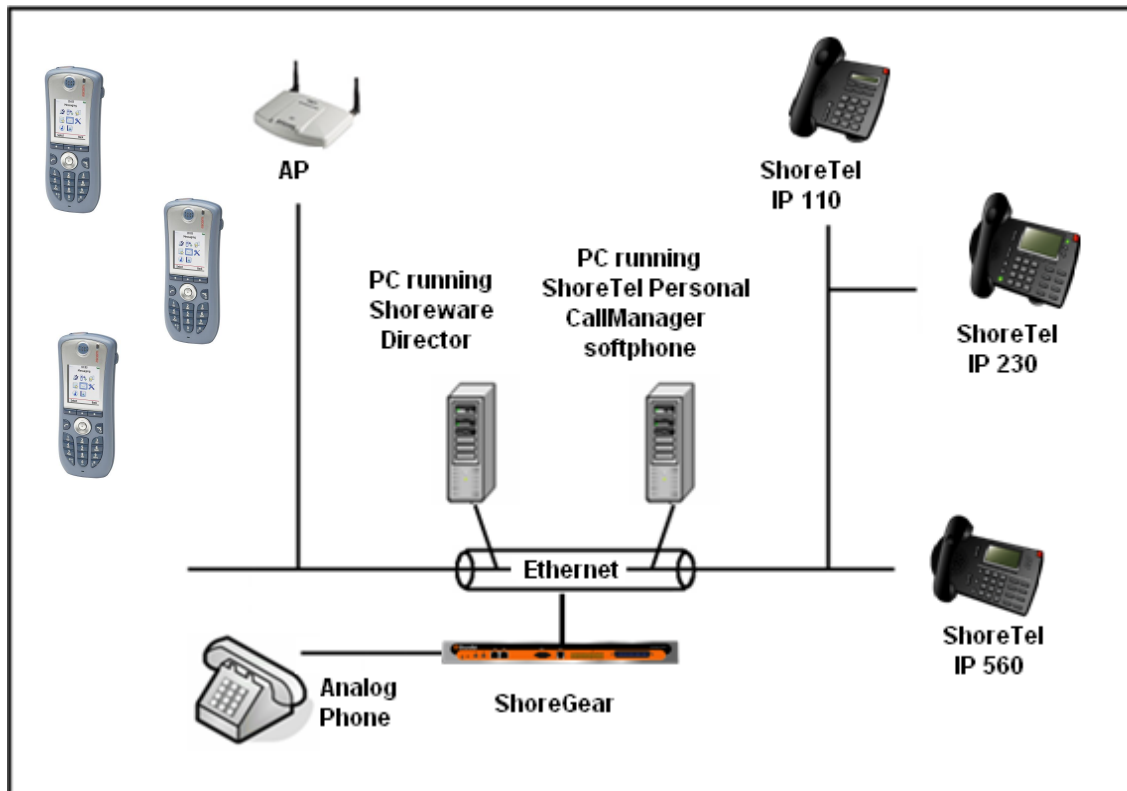 AP
ShoreTel
IP 110
PC running
Shoreware
Director
PC running
ShoreTel Personal
CallManager
softphone
ShoreTel
IP 230
Ethernet
ShoreTel
IP 560
Analog
Phone
ShoreGear